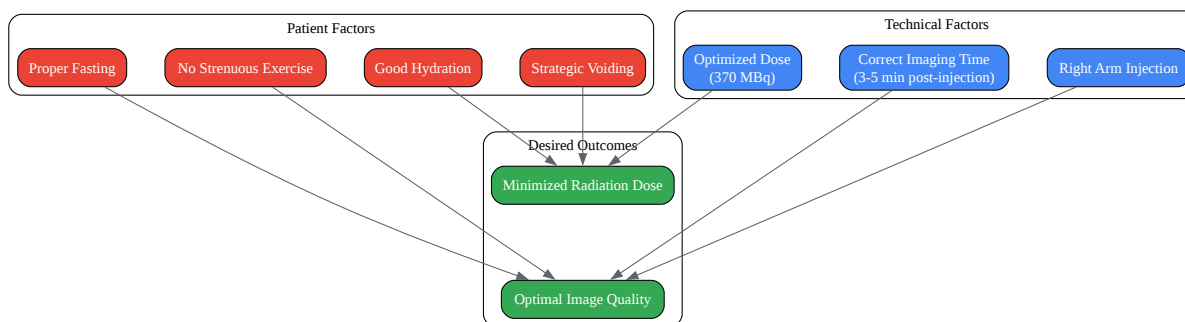 Patient Factors
Technical Factors
Proper Fasting
No Strenuous Exercise
Good Hydration
Strategic Voiding
Optimized Dose
(370 MBq)
Correct Imaging Time
(3-5 min post-injection)
Right Arm Injection
Desired Outcomes
Minimized Radiation Dose
Optimal Image Quality